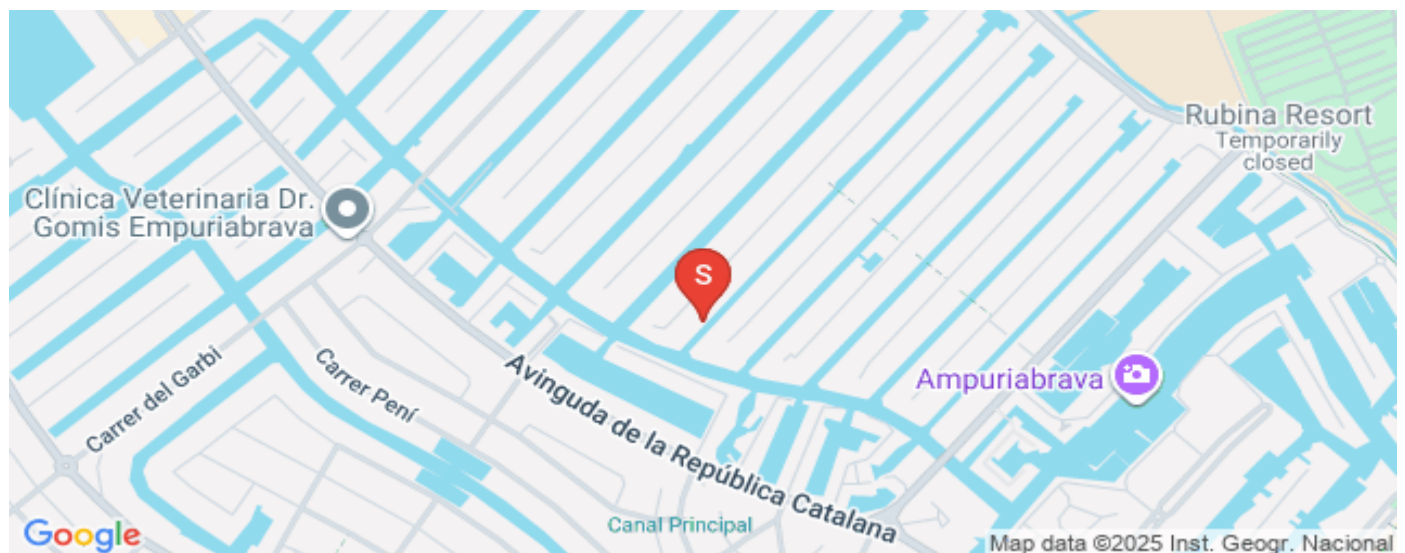 Rubina Resort
Temporarily
closed
Clínica Veterinaria Dr.
Gomis Empuriabrava
S
Carrer del Garbi
Carrer Pení
Avinguda de la República Catalana
Ampuriabrava
Canal Principal
Google
Map data ©2025 Inst. Geogr. Nacional